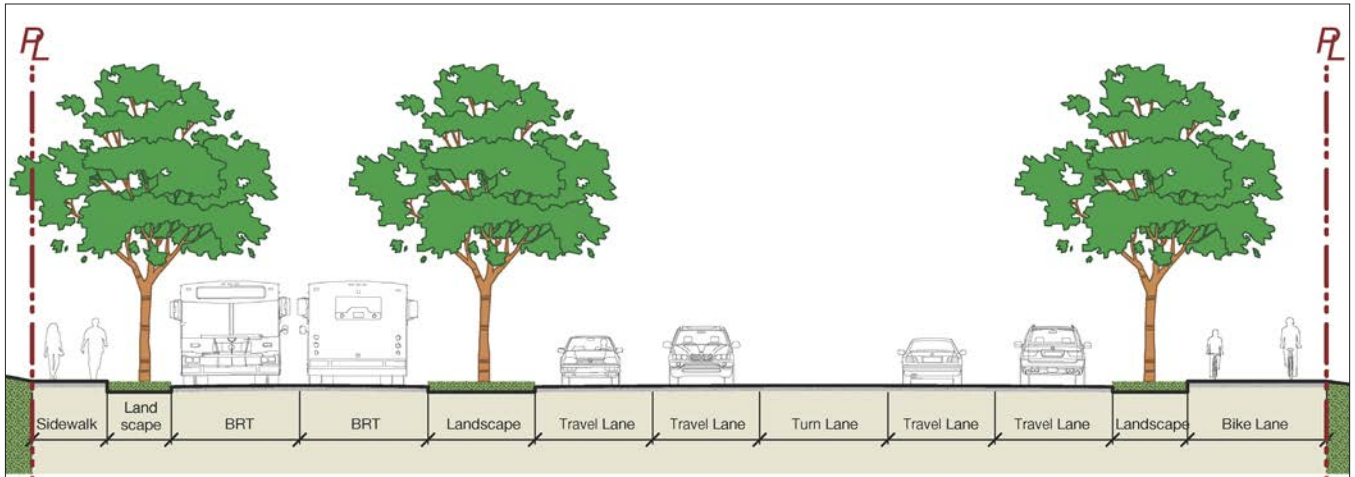 PL
PL
Sidewalk
Land
scape
BRT
BRT
Landscape
Travel Lane
Travel Lane
Turn Lane
Travel Lane
Travel Lane
Landscape
Bike Lane